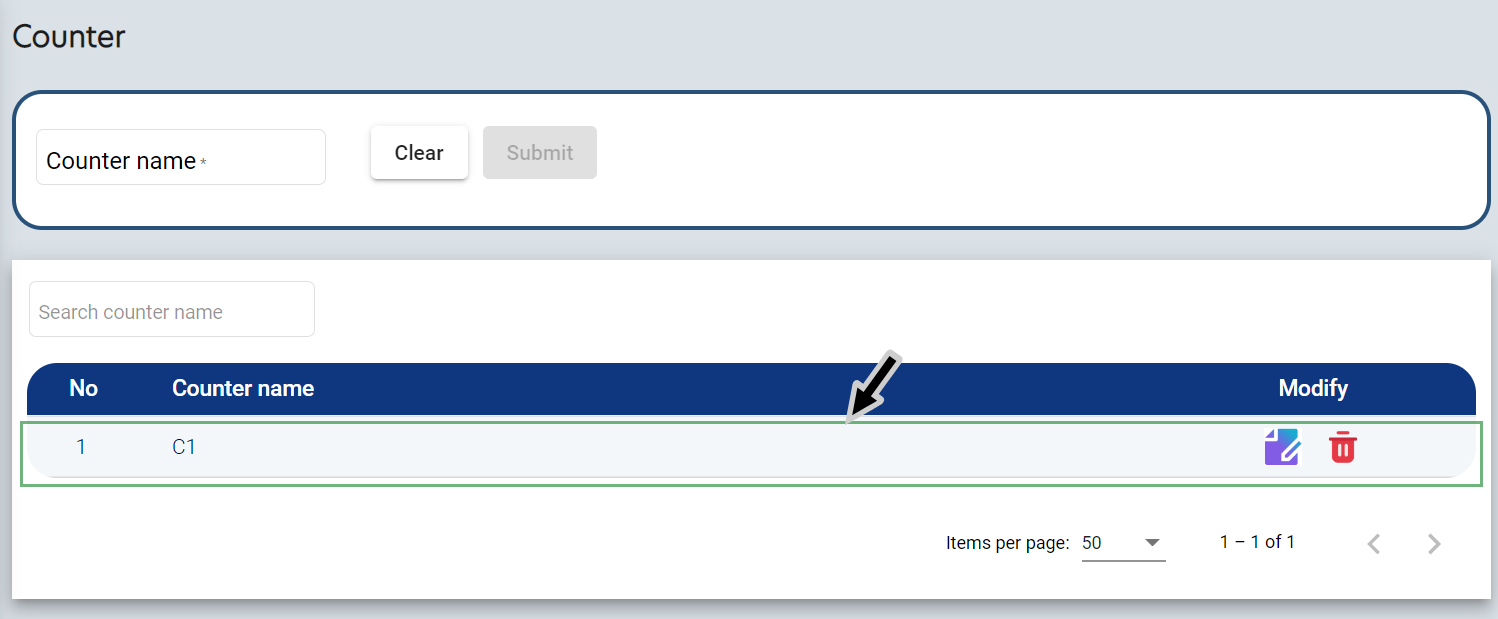 Counter
Counter name *
Clear
Submit
Search counter name
No Counter name Modify
1 C1
Items per page: 50 1 – 1 of 1